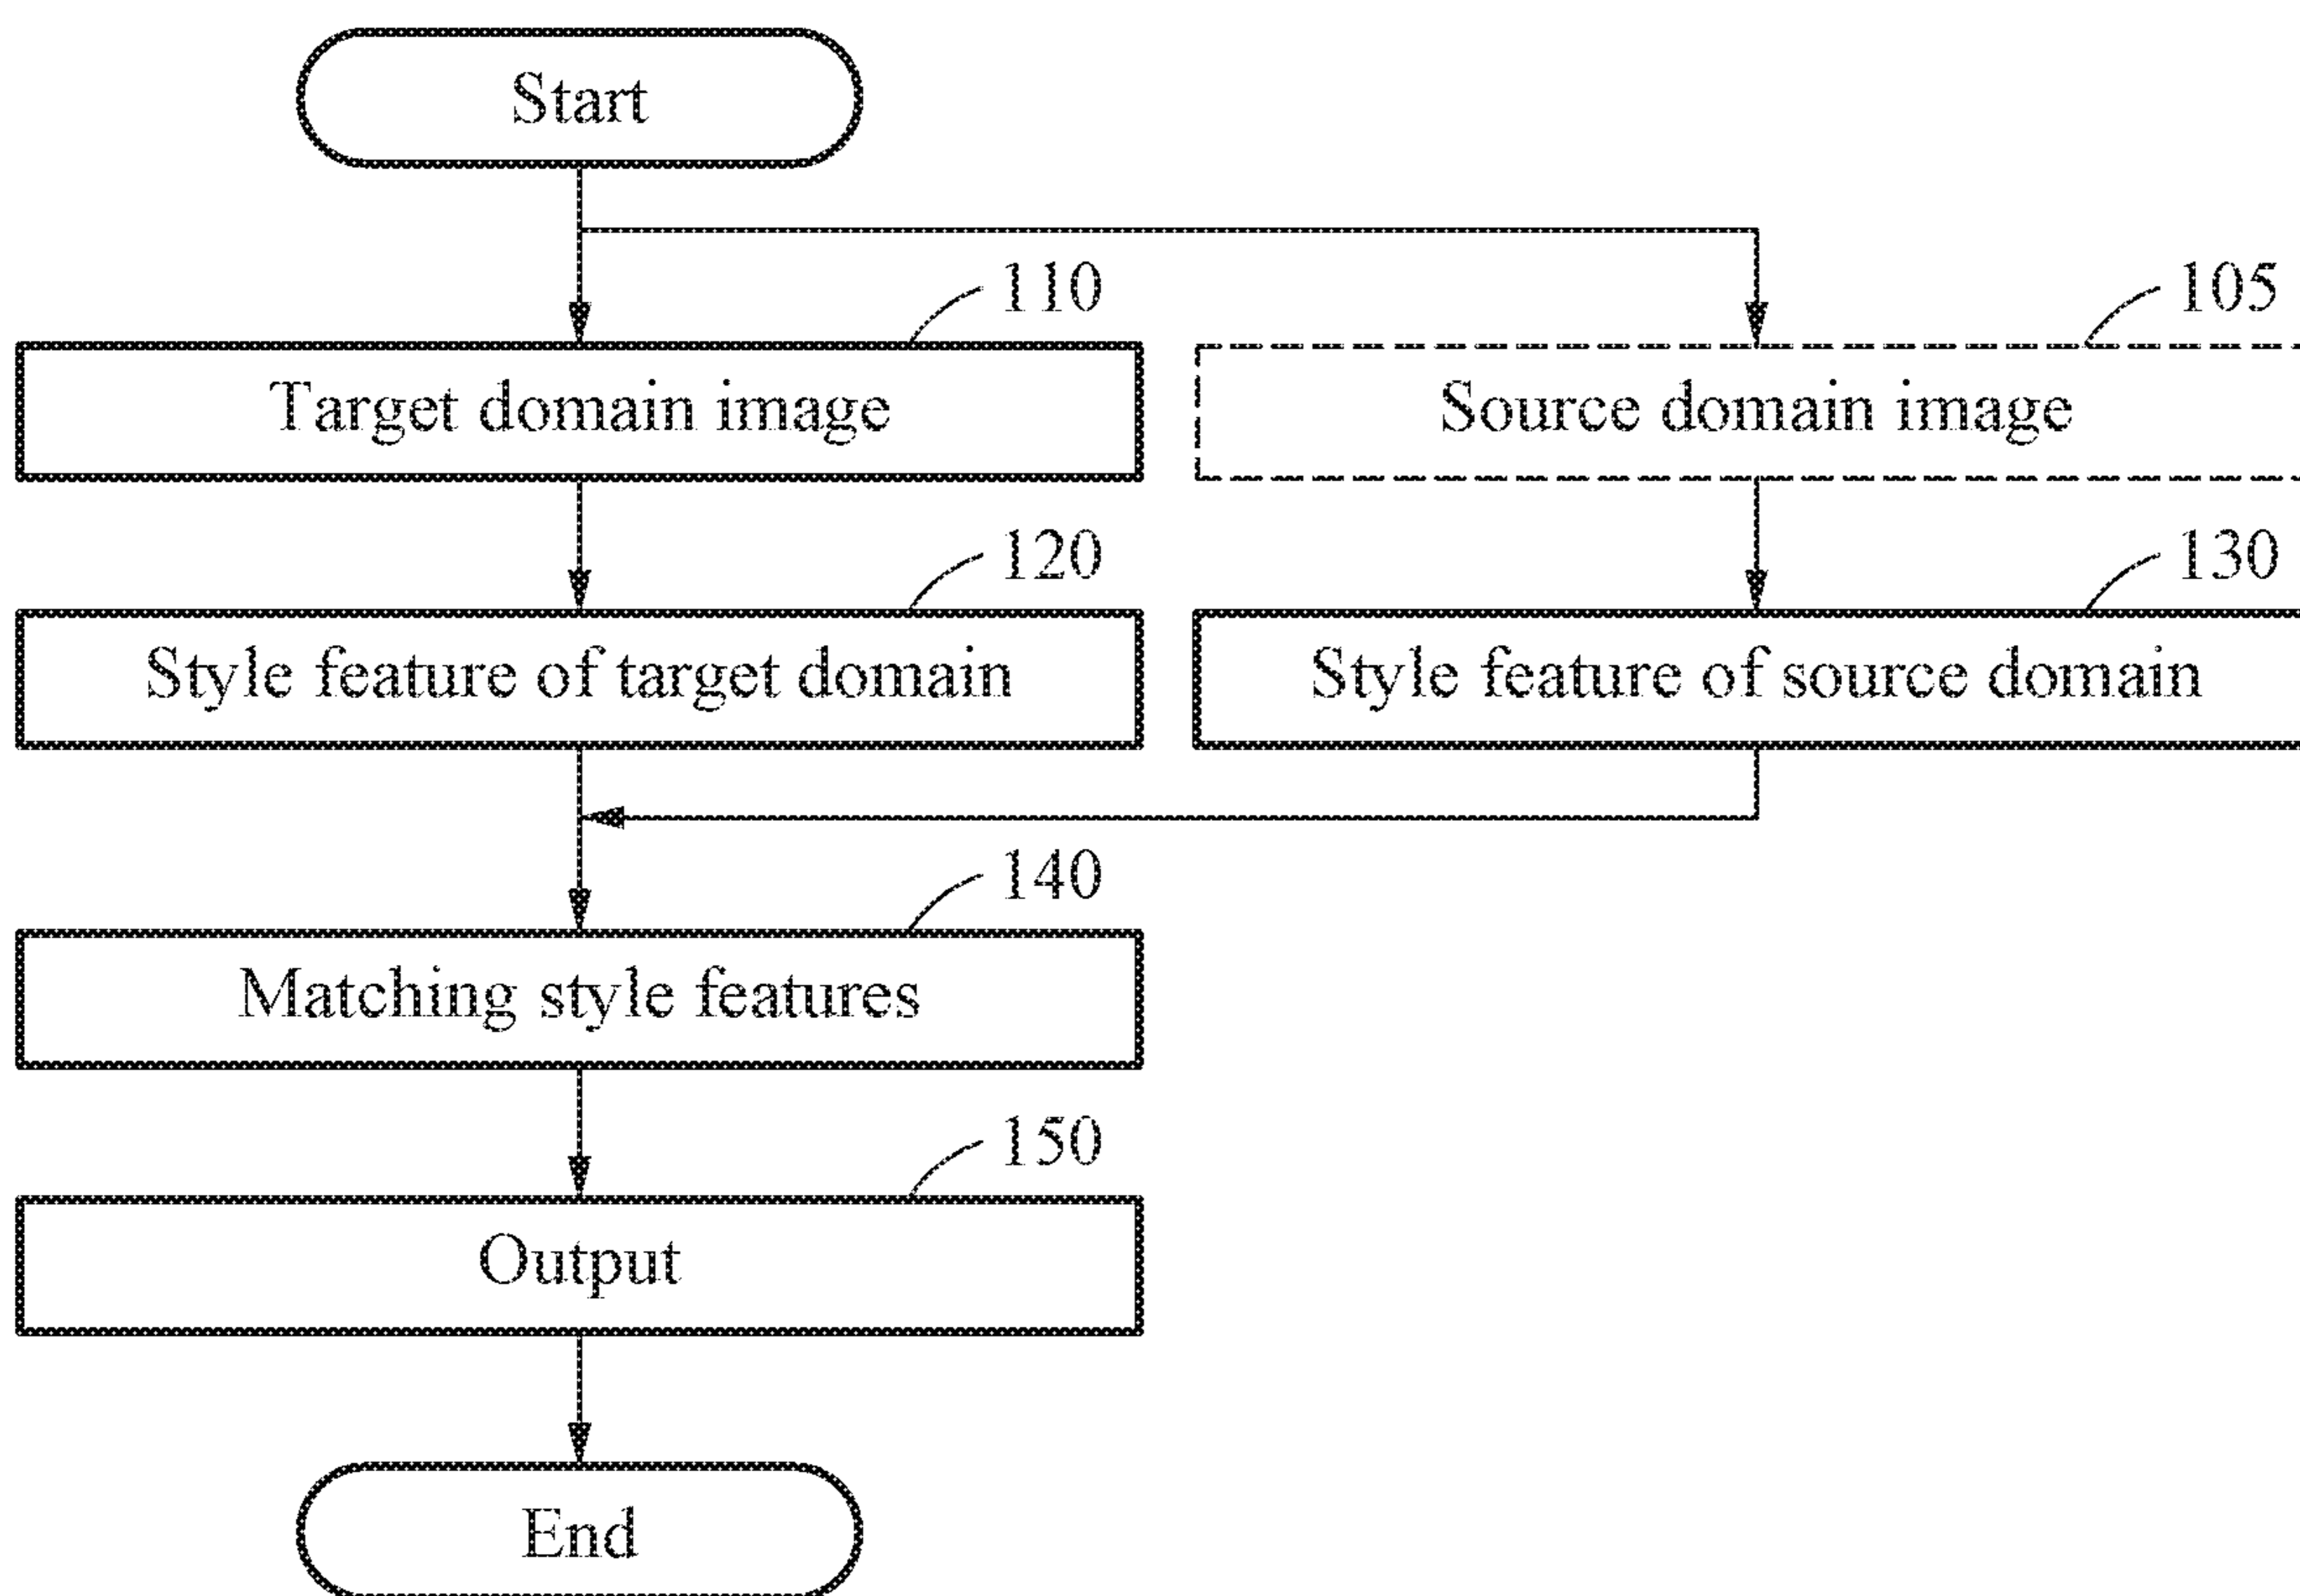 Start
110
105
Target domain image
Source domain image
120
130
Style feature of target domain
Style feature of source domain
140
Matching style features
150
Output
End